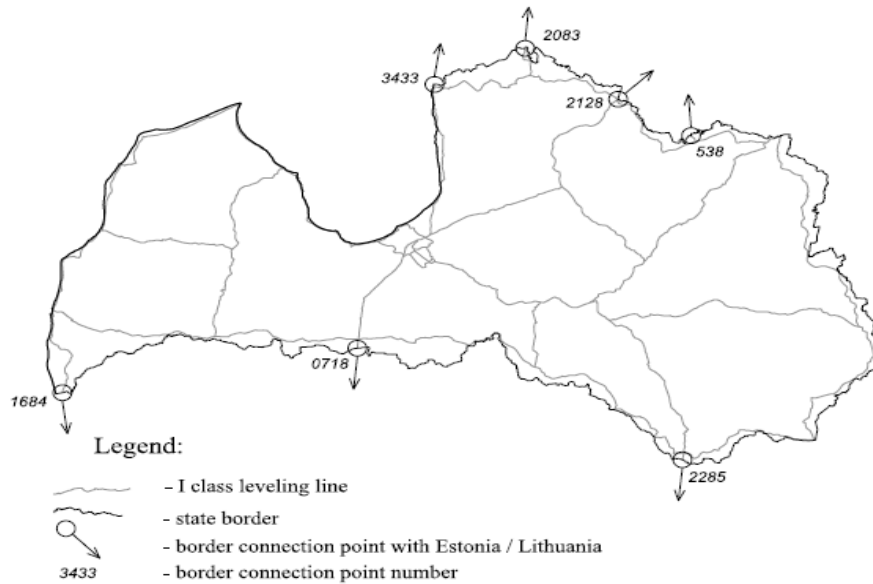 2083
3433
2128
538
0718
1684
2285
Legend:
- I class leveling line
- state border
- border connection point with Estonia / Lithuania
3433 - border connection point number